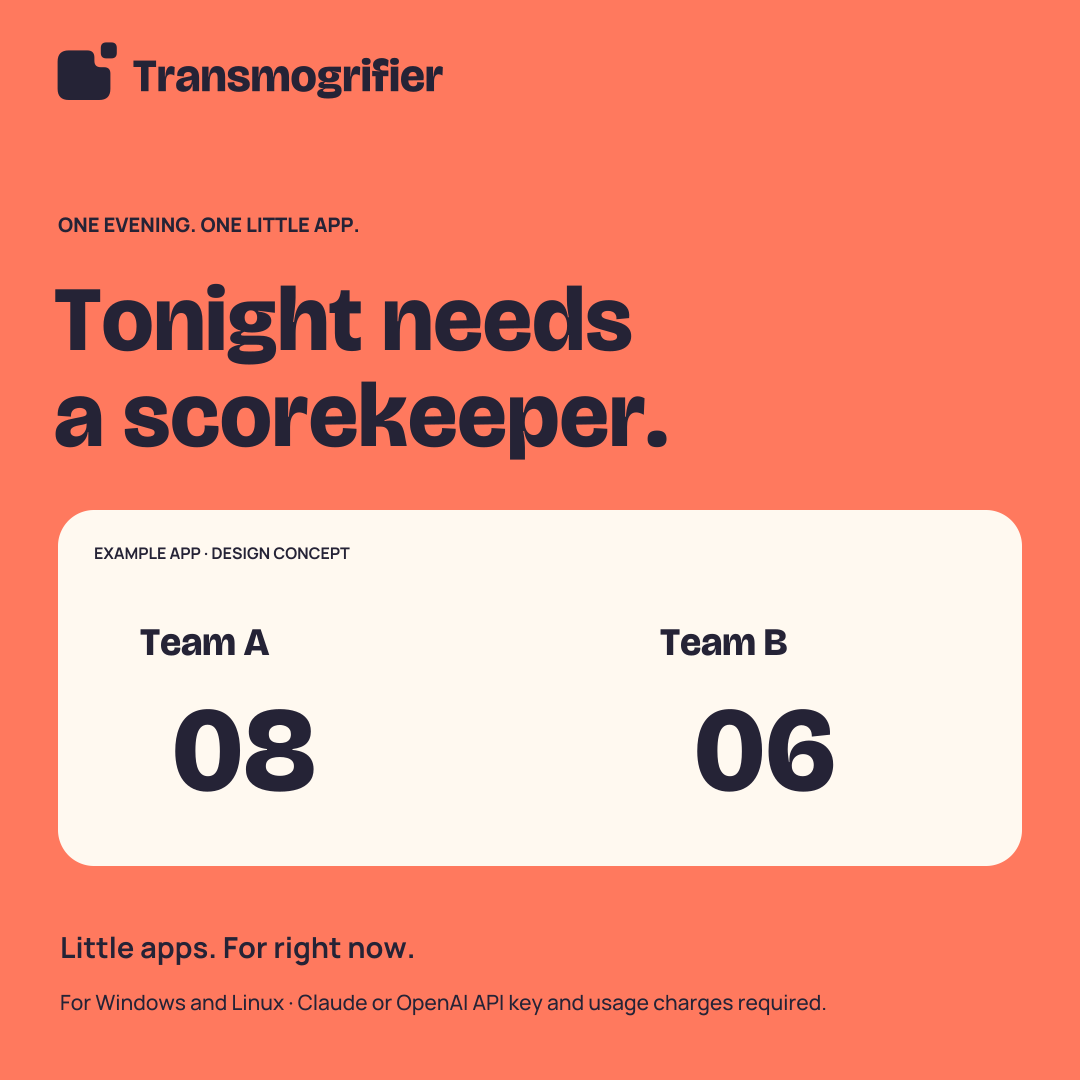 Transmogrifier
ONE EVENING. ONE LITTLE APP.
Tonight needs
a scorekeeper.
EXAMPLE APP · DESIGN CONCEPT
Team A
Team B
08
06
Little apps. For right now.
For Windows and Linux · Claude or OpenAI API key and usage charges required.